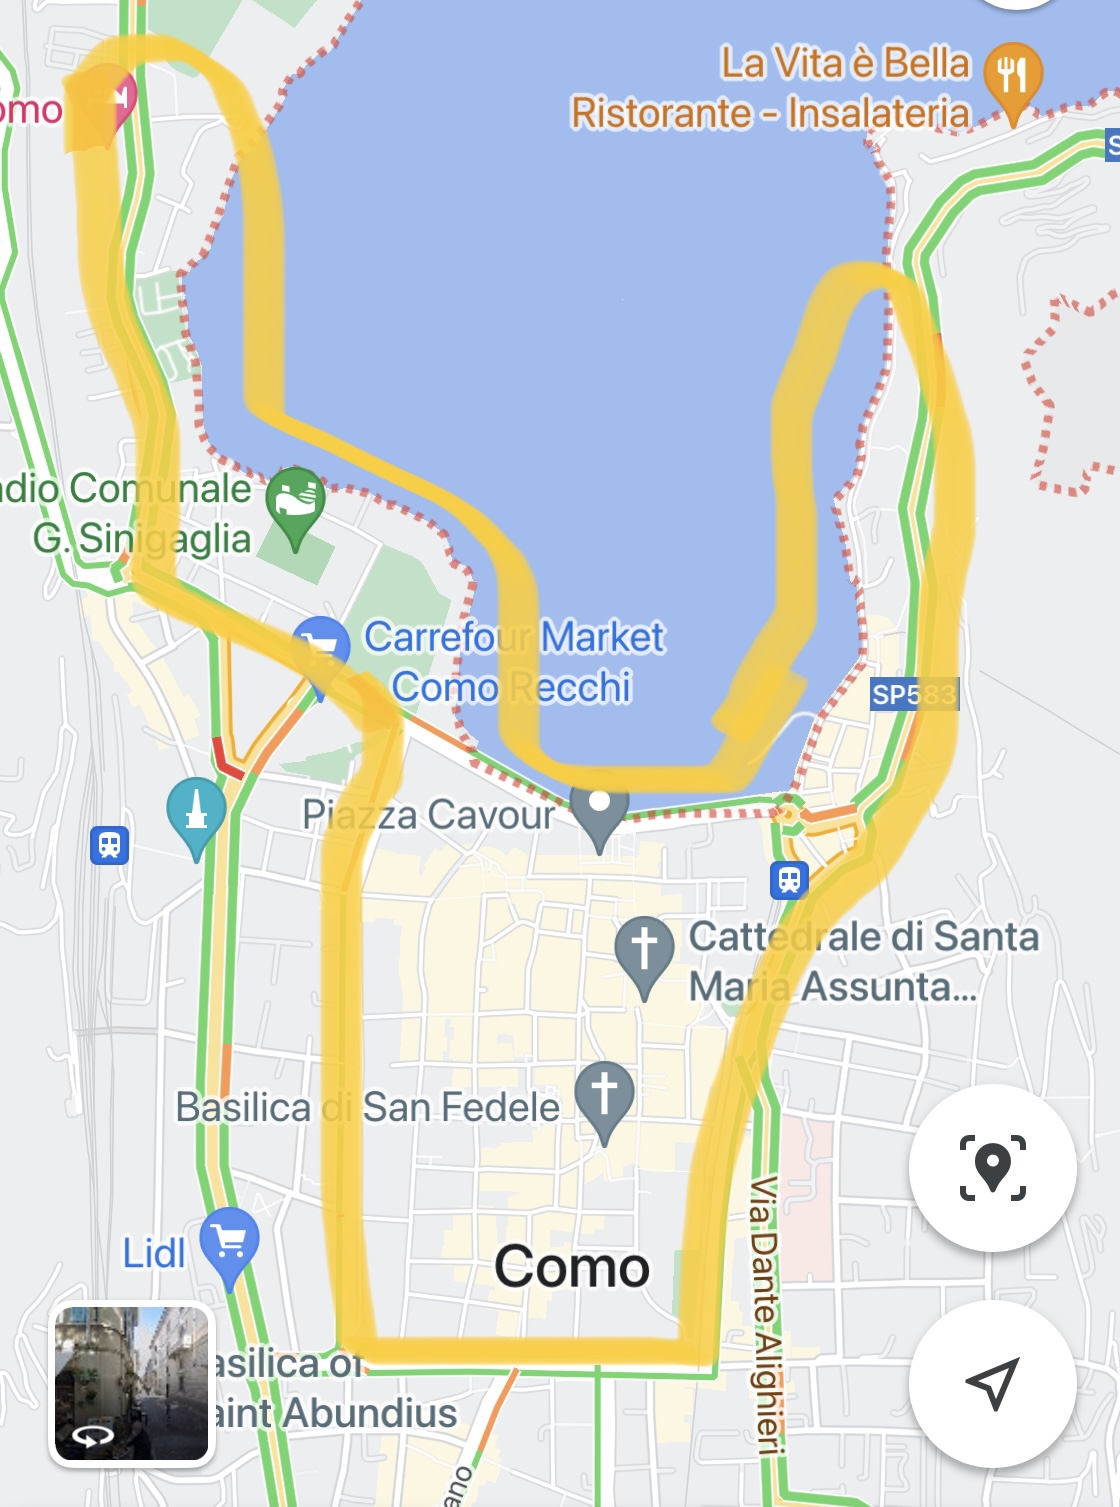 La Vita è Bella
Ristorante - Insalateria
omo
S
adio Comunale
G. Sinigaglia
Carrefour Market
Como Recchi
SP583
Piazza Cavour
Cattedrale di Santa
Maria Assunta...
Basilica di San Fedele
Via Dante Alighieri
Lidl
Como
asilica of
aint Abundius
ano